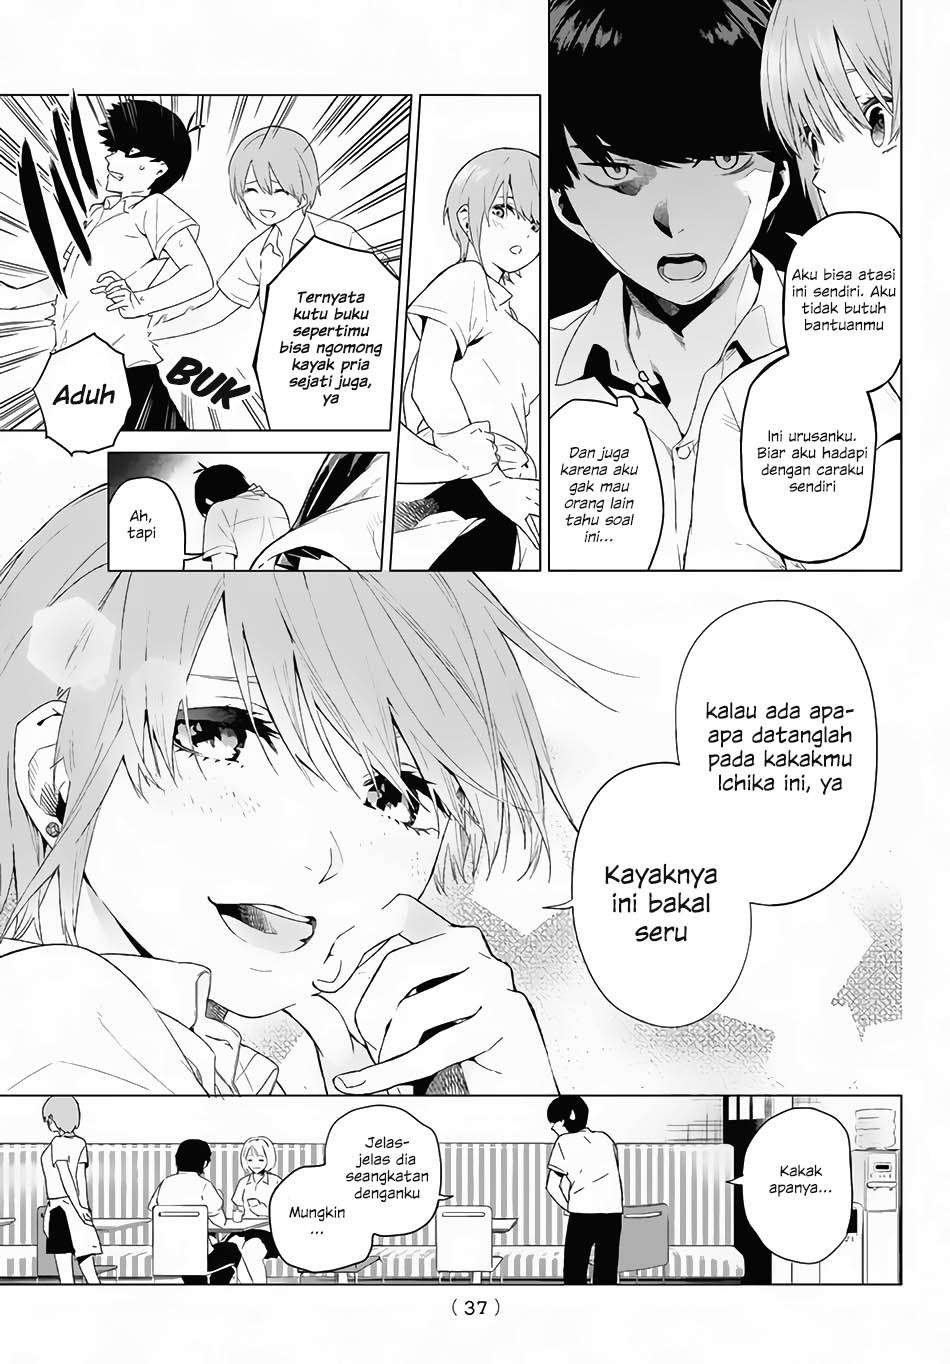 Aku bisa atasi
ini sendiri. Aku
tidak butuh
bantuanmu
Ini urusanku.
Biar aku hadapi
dengan caraku
sendiri
Dan juga
karena aku
gak mau
orang lain
tahu soal
ini...
Ternyata
kutu buku
sepertimu
bisa ngomong
kayak pria
sejati juga,
ya
BUK
Aduh
Ah,
tapi
kalau ada apa-
apa datanglah
pada kakakmu
Ichika ini, ya
Kayaknya
ini bakal
seru
Kakak
apanya...
Jelas-
jelas dia
seangkatan
denganku
Mungkin
...
( 37 )